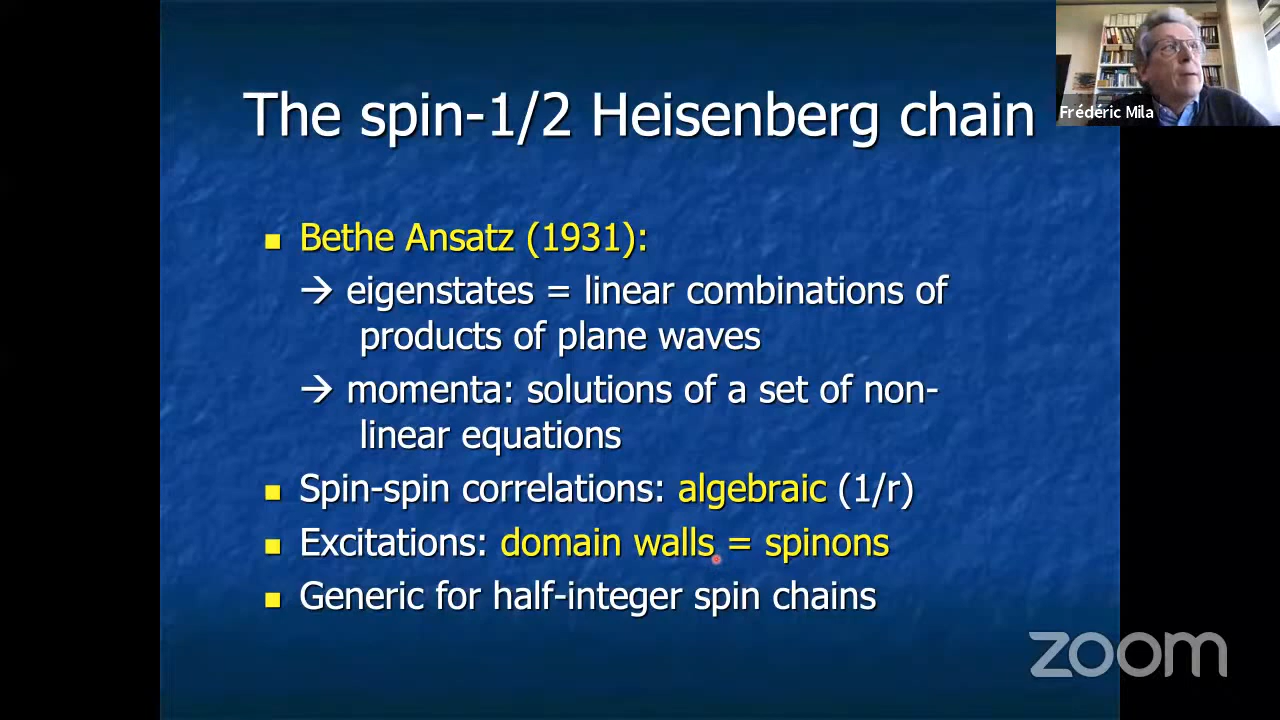 The spin-1/2 Heisenberg chain
Frédéric Mila
Bethe Ansatz (1931):
→ eigenstates = linear combinations of
products of plane waves
→ momenta: solutions of a set of non-
linear equations
Spin-spin correlations: algebraic (1/r)
Excitations: domain walls = spinons
Generic for half-integer spin chains
zoom